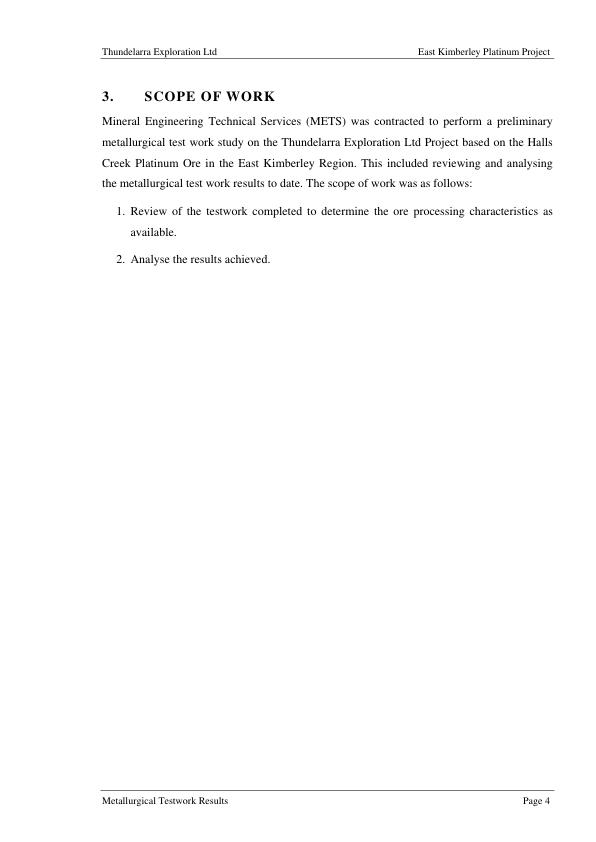 Thundelarra Exploration Ltd East Kimberley Platinum Project
3. SCOPE OF WORK
Mineral Engineering Technical Services (METS) was contracted to perform a preliminary
metallurgical test work study on the Thundelarra Exploration Ltd Project based on the Halls
Creek Platinum Ore in the East Kimberley Region. This included reviewing and analysing
the metallurgical test work results to date. The scope of work was as follows:
1. Review of the testwork completed to determine the ore processing characteristics as
available.
2. Analyse the results achieved.
Metallurgical Testwork Results Page 4